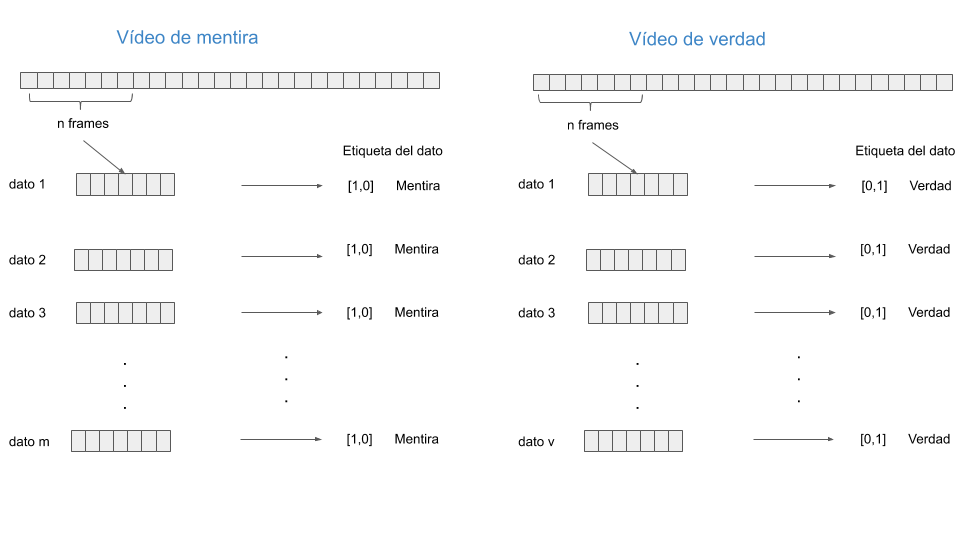 Vídeo de mentira
n frames
Etiqueta del dato
dato 1 [1,0] Mentira
dato 2 [1,0] Mentira
dato 3 [1,0] Mentira
dato m [1,0] Mentira
Vídeo de verdad
n frames
Etiqueta del dato
dato 1 [0,1] Verdad
dato 2 [0,1] Verdad
dato 3 [0,1] Verdad
dato v [0,1] Verdad